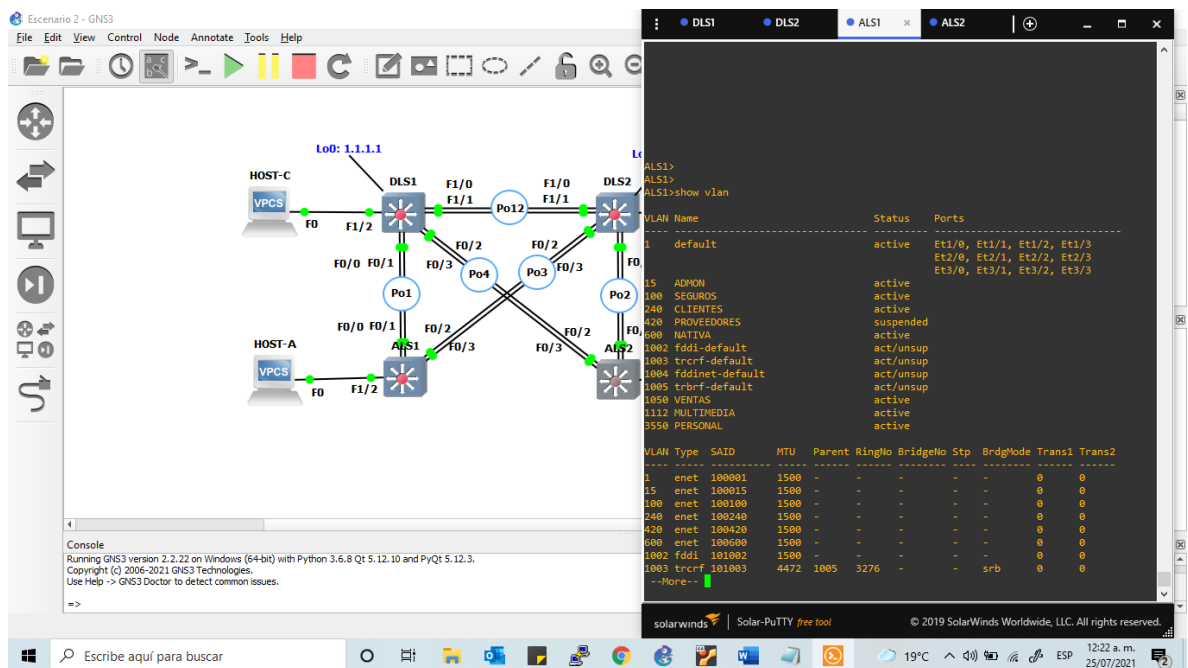 Escenario 2 - GNS3
File Edit View Control Node Annotate Tools Help
Lo0: 1.1.1.1
HOST-C
VPCS
F0
F1/2
DLS1
F1/0
F1/1
Po12
F1/0
F1/1
DLS2
F0/0 F0/1
F0/2
F0/3
Po4
F0/2
Po3
F0/3
Po1
Po2
F0/0 F0/1
F0/2
F0/3
F0/2
F0/3
HOST-A
VPCS
F0
F1/2
ALS1
ALS2
Console
Running GNS3 version 2.2.22 on Windows (64-bit) with Python 3.6.8 Qt 5.12.10 and PyQt 5.12.3.
Copyright (c) 2006-2021 GNS3 Technologies.
Use Help -> GNS3 Doctor to detect common issues.
=>
DLS1 DLS2 ALS1 × ALS2
ALS1>
ALS1>
ALS1>show vlan
VLAN Name Status Ports
---- -------------------------------- --------- -------------------------------
1 default active Et1/0, Et1/1, Et1/2, Et1/3
Et2/0, Et2/1, Et2/2, Et2/3
Et3/0, Et3/1, Et3/2, Et3/3
15 ADMON active
100 SEGUROS active
240 CLIENTES active
420 PROVEEDORES suspended
600 NATIVA active
1002 fddi-default act/unsup
1003 trcrf-default act/unsup
1004 fddinet-default act/unsup
1005 trbrf-default act/unsup
1050 VENTAS active
1112 MULTIMEDIA active
3550 PERSONAL active
VLAN Type SAID MTU Parent RingNo BridgeNo Stp BrdgMode Trans1 Trans2
---- ----- ---------- ----- ------ ------ -------- ---- -------- ------ ------
1 enet 100001 1500 - - - - - 0 0
15 enet 100015 1500 - - - - - 0 0
100 enet 100100 1500 - - - - - 0 0
240 enet 100240 1500 - - - - - 0 0
420 enet 100420 1500 - - - - - 0 0
600 enet 100600 1500 - - - - - 0 0
1002 fddi 101002 1500 - - - - - 0 0
1003 trcrf 101003 4472 1005 3276 - - srb 0 0
--More--
solarwinds Solar-PuTTY free tool © 2019 SolarWinds Worldwide, LLC. All rights reserved.
Escribe aquí para buscar
19°C
ESP
12:22 a. m.
25/07/2021
2